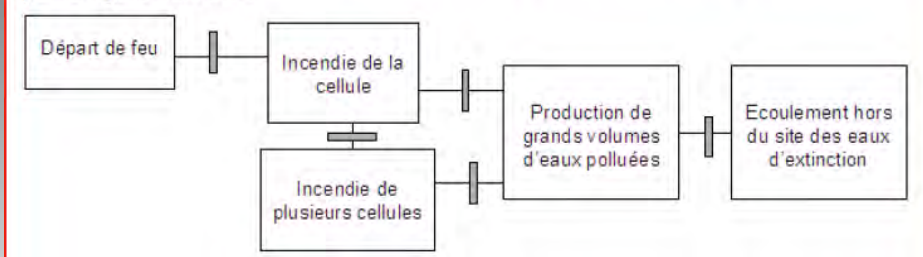 Départ de feu
Incendie de la
cellule
Incendie de
plusieurs cellules
Production de
grands volumes
d'eaux polluées
Ecoulement hors
du site des eaux
d'extinction